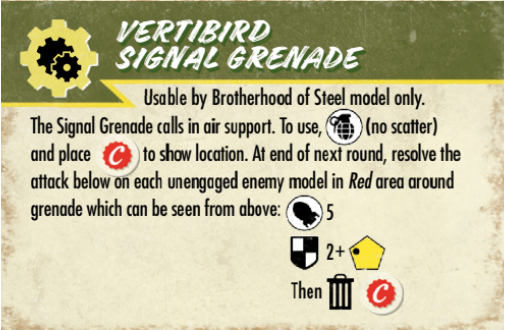 VERTIBIRD
SIGNAL GRENADE
Usable by Brotherhood of Steel model only.
The Signal Grenade calls in air support. To use, (no scatter)
and place C to show location. At end of next round, resolve the
attack below on each unengaged enemy model in Red area around
grenade which can be seen from above: 5
2+
Then C